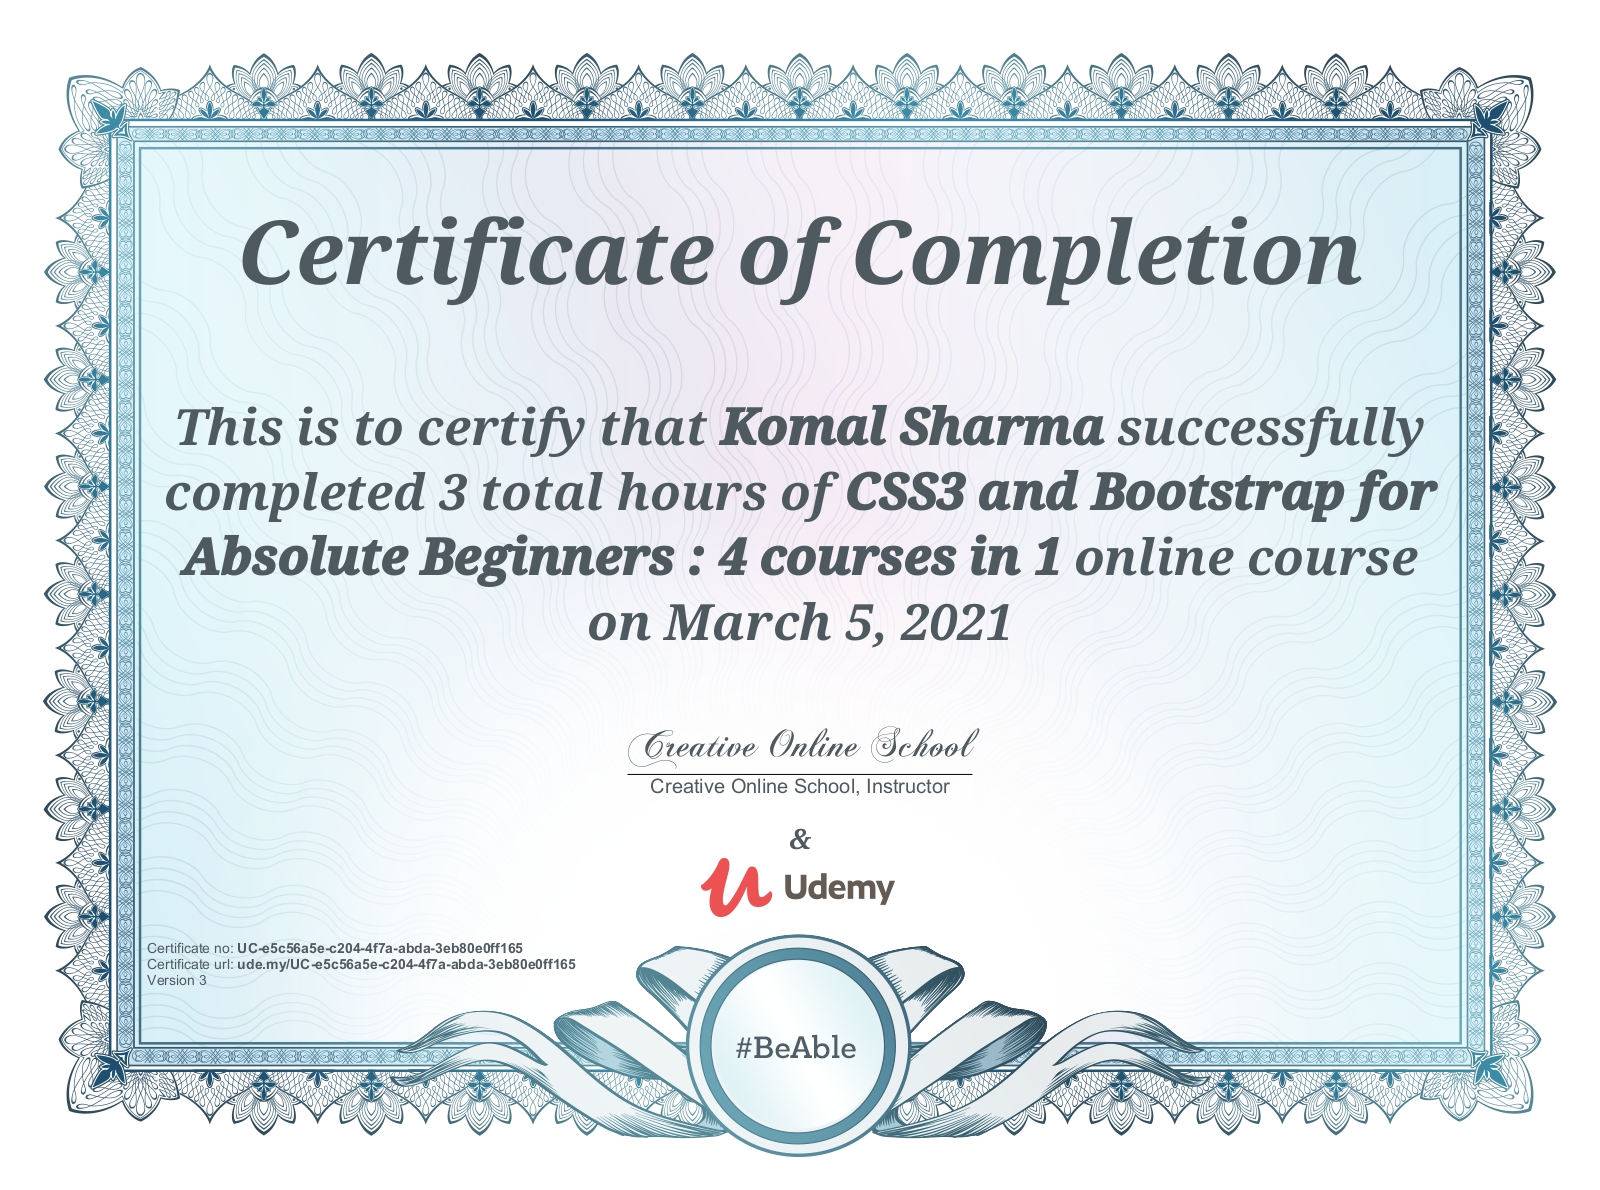 Certificate of Completion
This is to certify that Komal Sharma successfully
completed 3 total hours of CSS3 and Bootstrap for
Absolute Beginners : 4 courses in 1 online course
on March 5, 2021
Creative Online School
Creative Online School, Instructor
&
Udemy
Certificate no: UC-e5c56a5e-c204-4f7a-abda-3eb80e0ff165
Certificate url: ude.my/UC-e5c56a5e-c204-4f7a-abda-3eb80e0ff165
Version 3
#BeAble